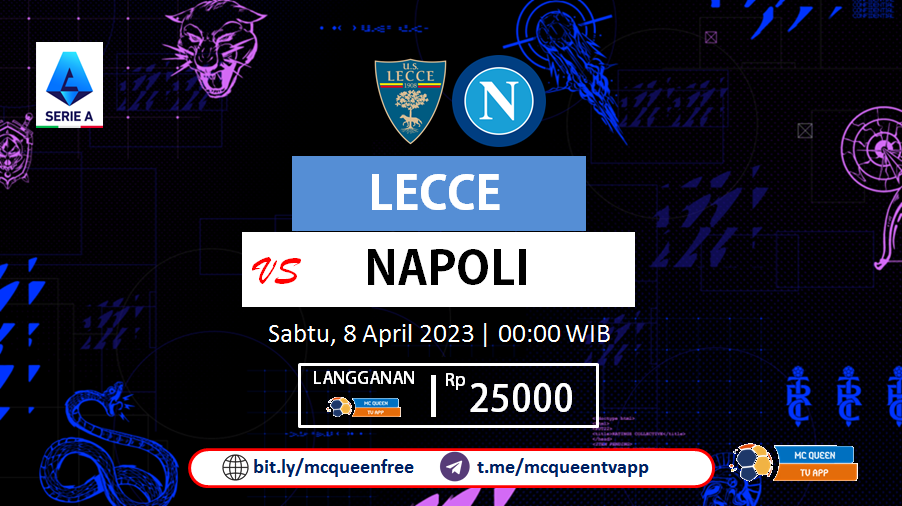 SERIE A
U.S.
LECCE
1908
N
LECCE
VS NAPOLI
Sabtu, 8 April 2023 | 00:00 WIB
LANGGANAN | Rp 25000
MC QUEEN
TV APP
bit.ly/mcqueenfree t.me/mcqueentvapp
MC QUEEN
TV APP